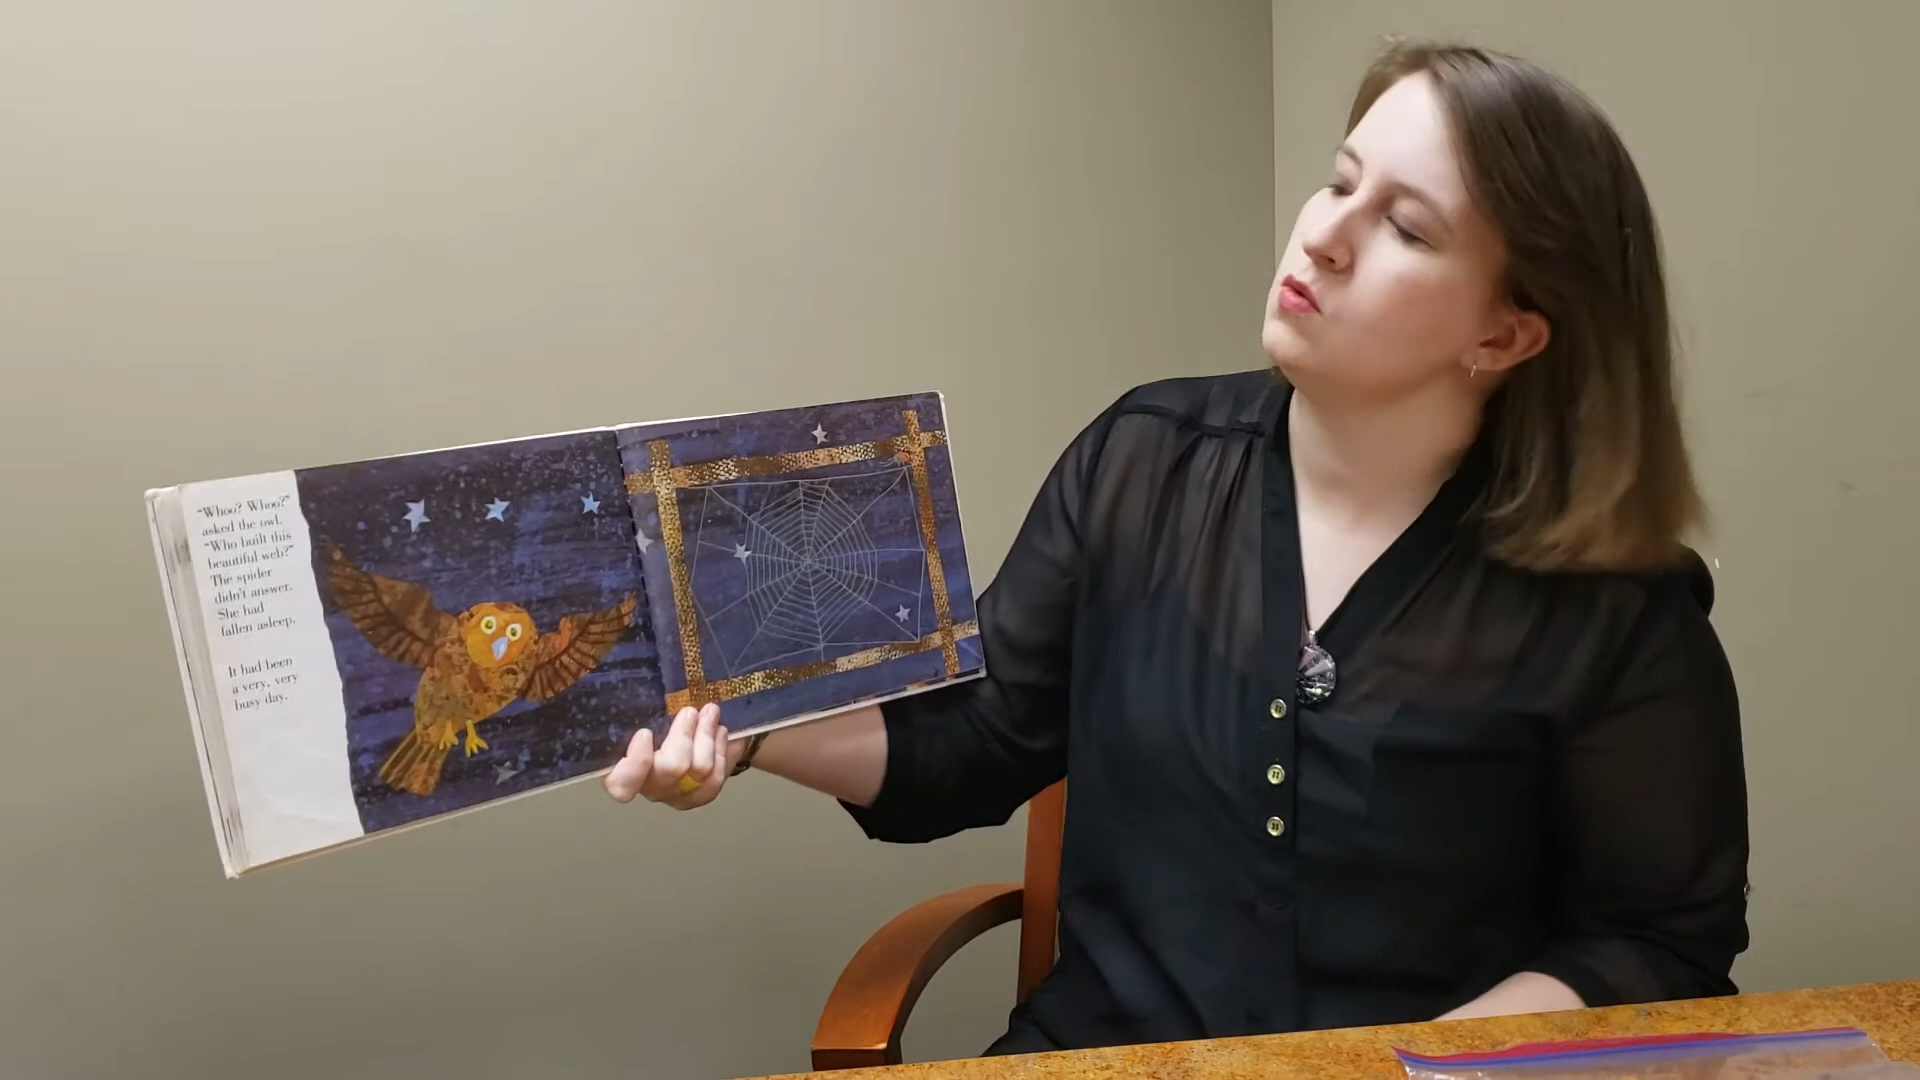 “Whoo? Whoo?”
asked the owl.
“Who built this
beautiful web?”
The spider
didn't answer.
She had
fallen asleep.
It had been
a very, very
busy day.